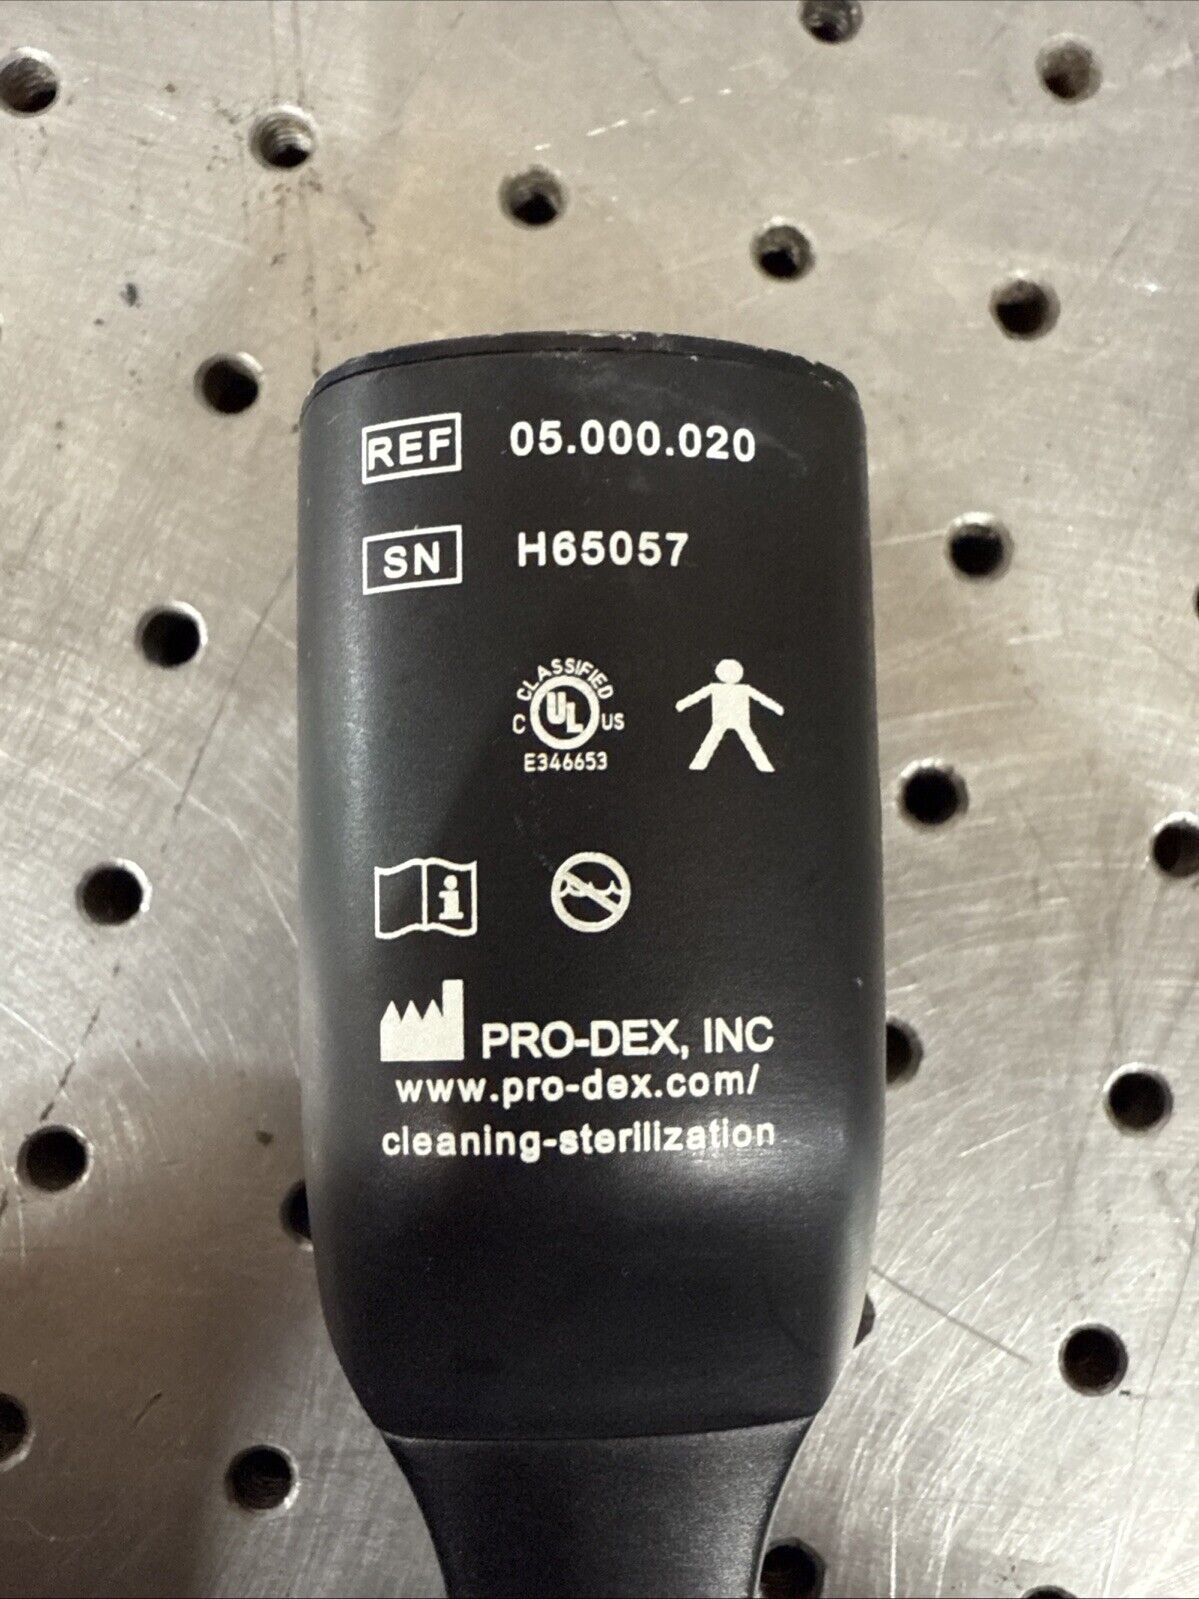 REF 05.000.020
SN H65057
CLASSIFIED
C UL US
E346653
i
PRO-DEX, INC
www.pro-dex.com/
cleaning-sterilization